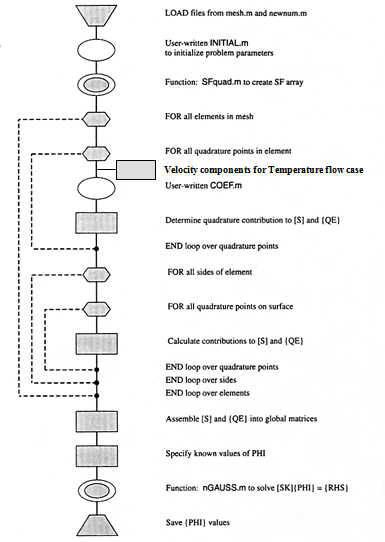 LOAD files from mesh.m and newnum.m
User-written INITIAL.m
to initialize problem parameters
Function: SFquad.m to create SF array
FOR all elements in mesh
FOR all quadrature points in element
Velocity components for Temperature flow case
User-written COEF.m
Determine quadrature contribution to [S] and {QE}
END loop over quadrature points
FOR all sides of element
FOR all quadrature points on surface
Calculate contributions to [S] and {QE}
END loop over quadrature points
END loop over sides
END loop over elements
Assemble [S] and {QE} into global matrices
Specify known values of PHI
Function: nGAUSS.m to solve [SK]{PHI} = {RHS}
Save {PHI} values